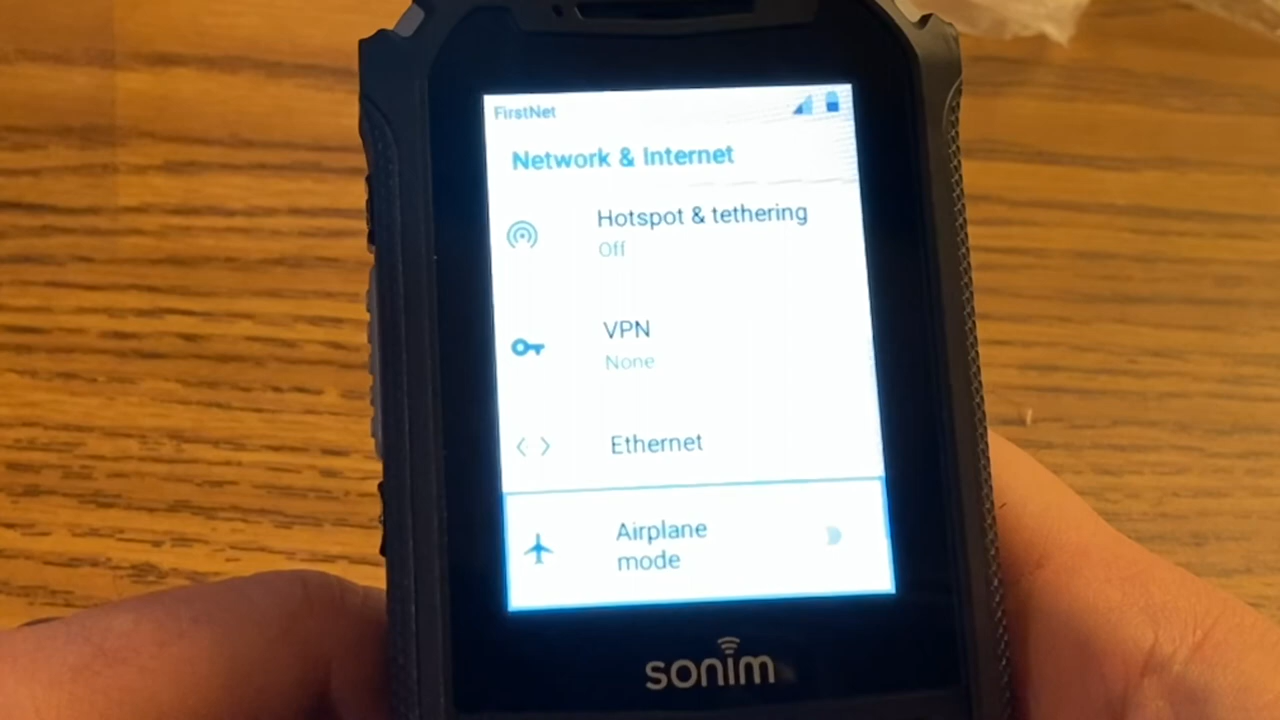 FirstNet
Network & Internet
Hotspot & tethering
Off
VPN
None
Ethernet
Airplane
mode
sonim